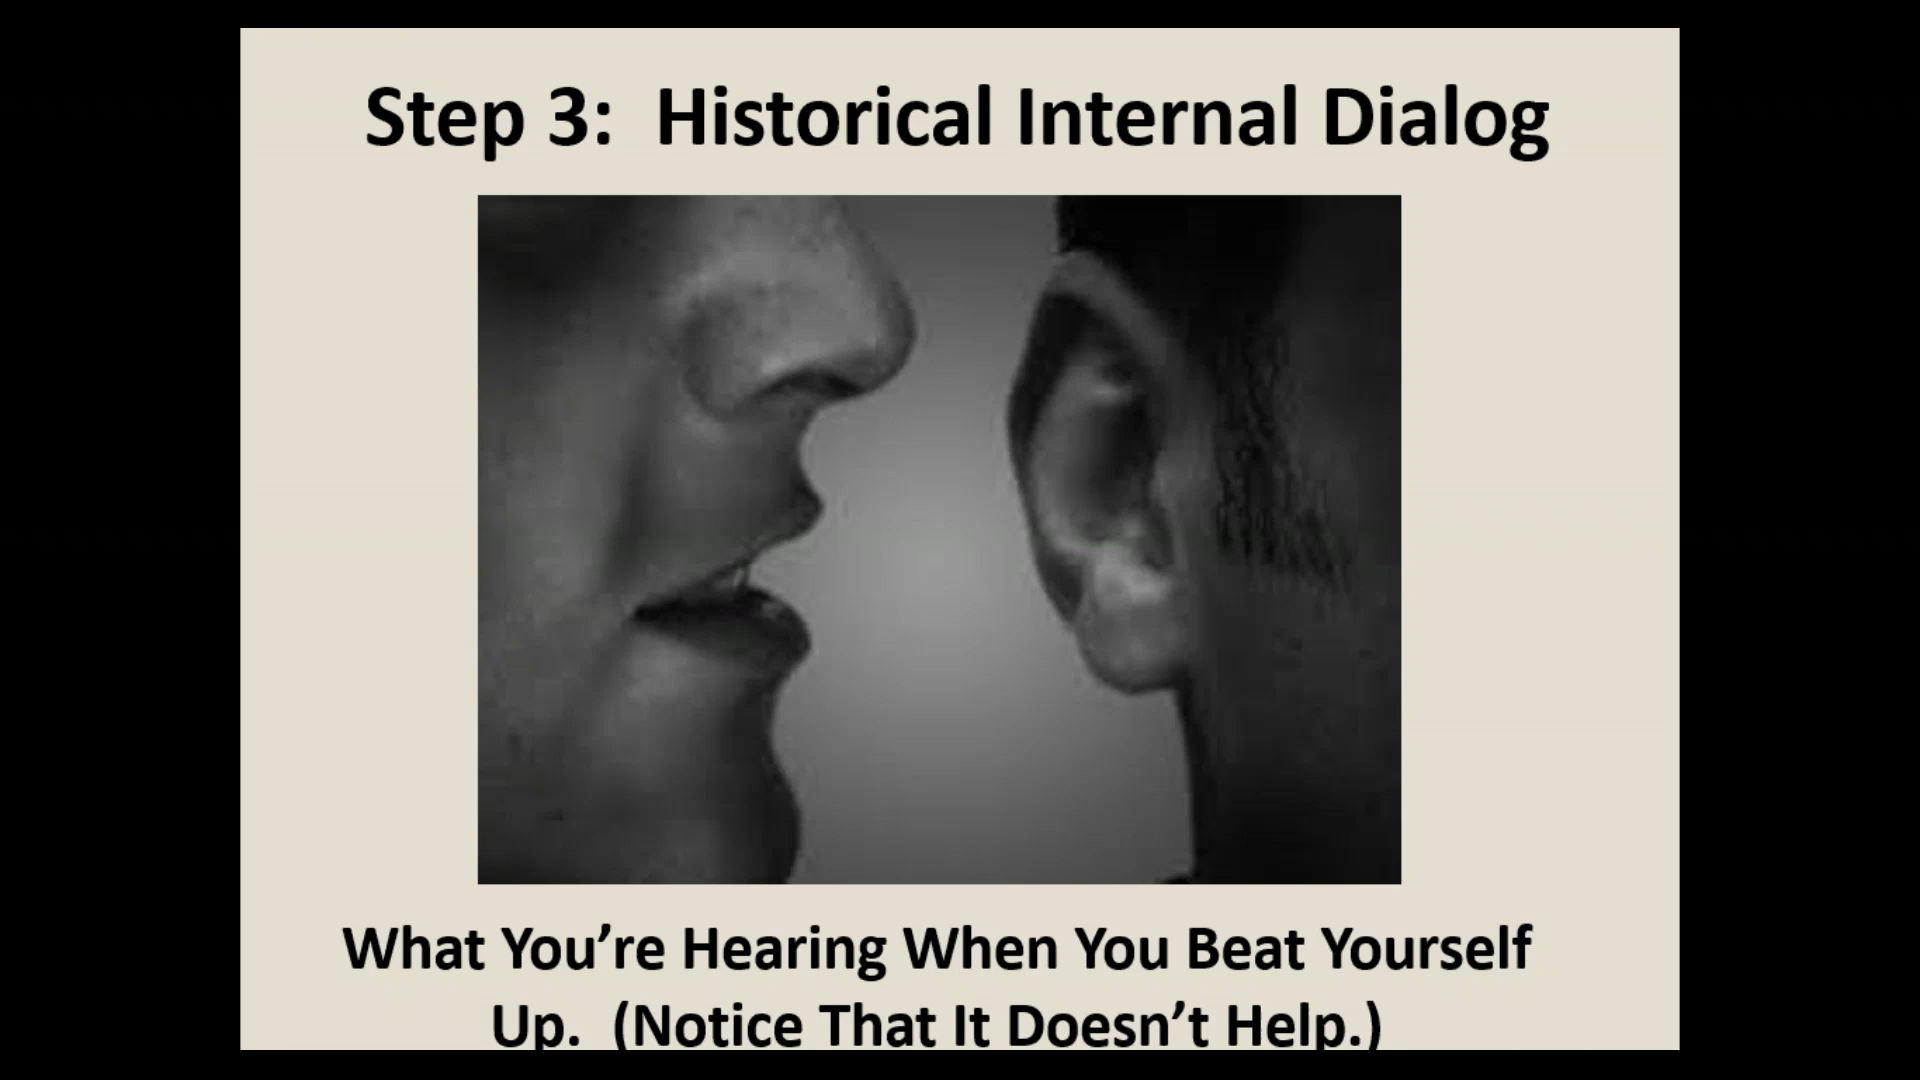 Step 3:  Historical Internal Dialog
What You’re Hearing When You Beat Yourself
Up.  (Notice That It Doesn’t Help.)